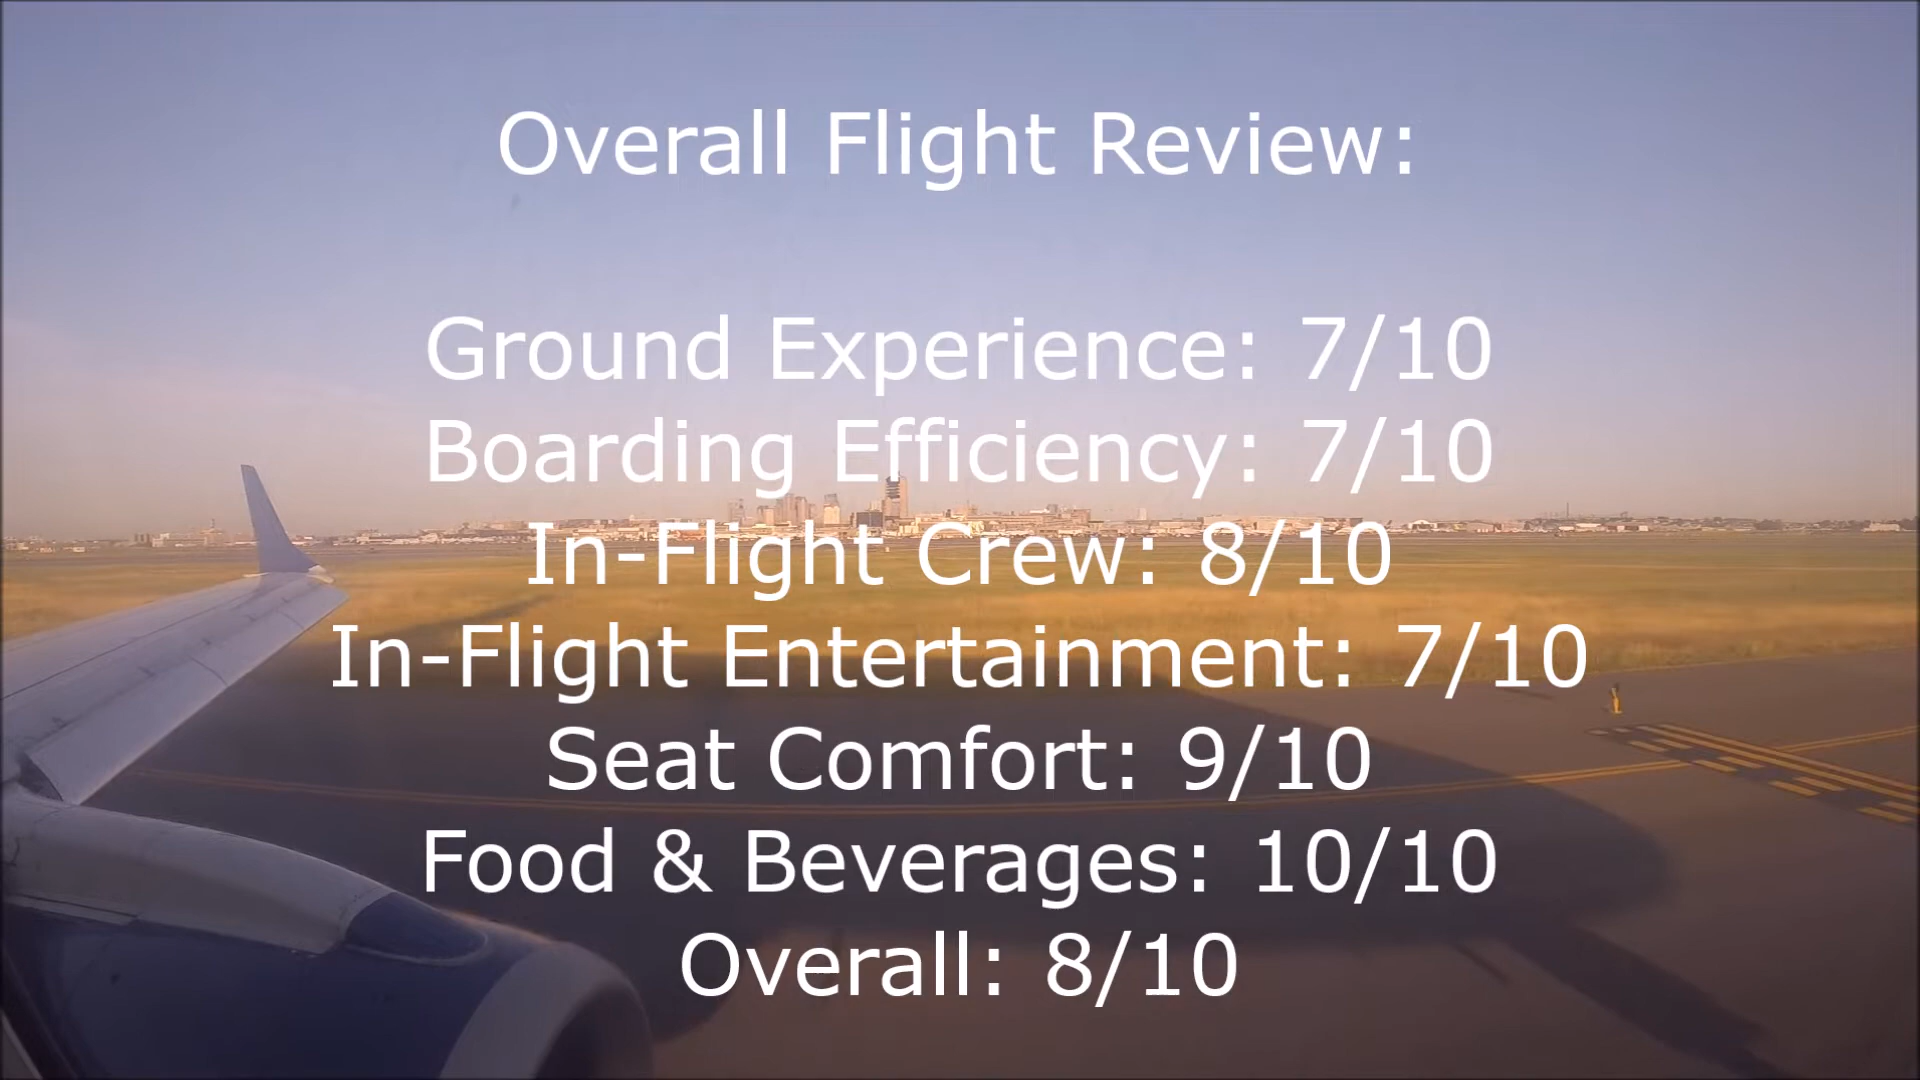 Overall Flight Review:
Ground Experience: 7/10
Boarding Efficiency: 7/10
In-Flight Crew: 8/10
In-Flight Entertainment: 7/10
Seat Comfort: 9/10
Food & Beverages: 10/10
Overall: 8/10